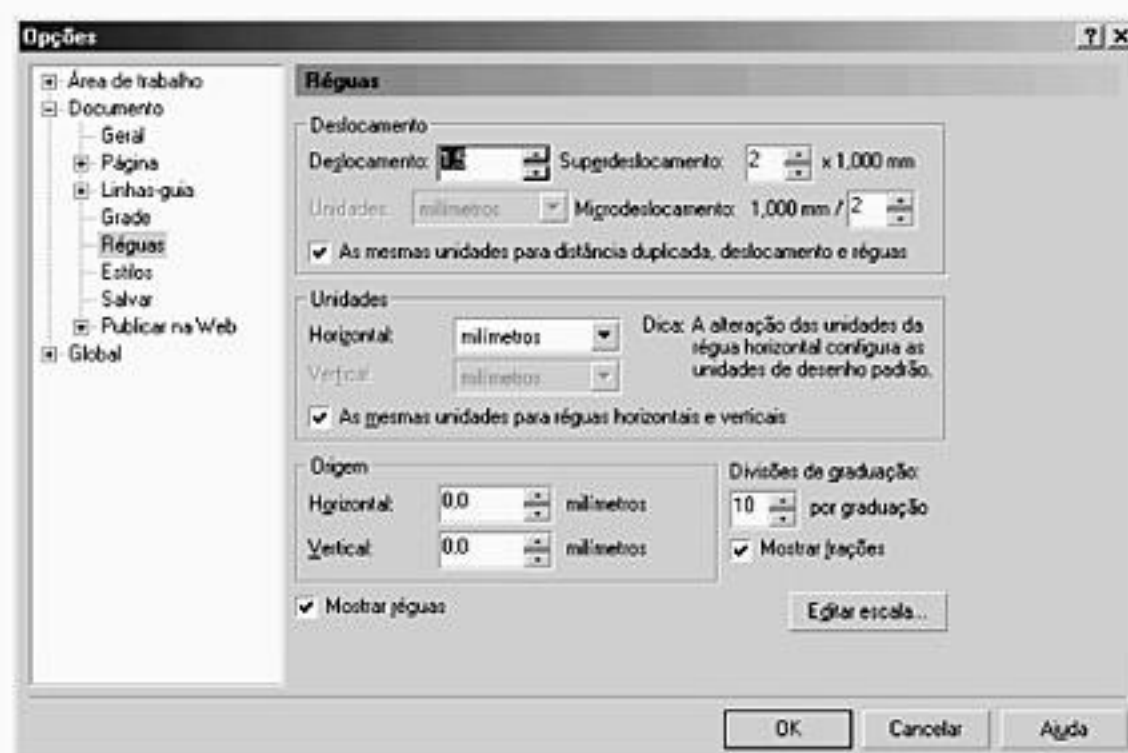 Opções
Área de trabalho
Documento
Geral
Página
Linhas-guia
Grade
Réguas
Estilos
Salvar
Publicar na Web
Global
Réguas
Deslocamento
Deslocamento: Superdeslocamento: 2 x 1,000 mm
Unidades: milímetros Microdeslocamento: 1,000 mm / 2
As mesmas unidades para distância duplicada, deslocamento e réguas
Unidades
Horizontal: milímetros
Vertical: milímetros
Dica: A alteração das unidades da
régua horizontal configura as
unidades de desenho padrão.
As mesmas unidades para réguas horizontais e verticais
Origem
Horizontal: 0.0 milímetros
Vertical: 0.0 milímetros
Divisões de graduação:
10 por graduação
Mostrar frações
Mostrar réguas
Editar escala...
OK Cancelar Ajuda